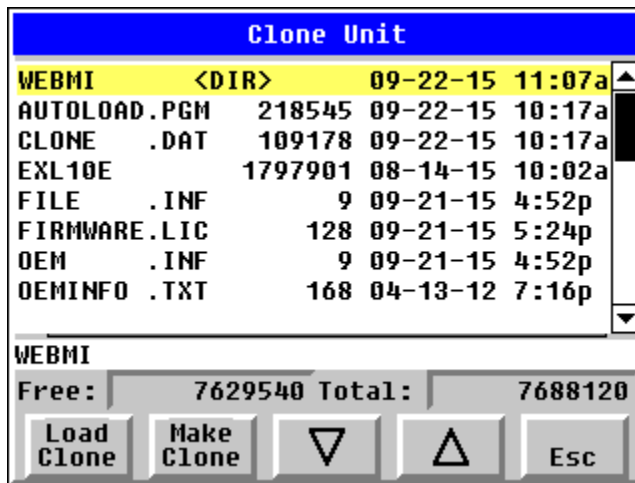 Clone Unit
WEBMI <DIR> 09-22-15 11:07a
AUTOLOAD.PGM 218545 09-22-15 10:17a
CLONE .DAT 109178 09-22-15 10:17a
EXL10E 1797901 08-14-15 10:02a
FILE .INF 9 09-21-15 4:52p
FIRMWARE.LIC 128 09-21-15 5:24p
OEM .INF 9 09-21-15 4:52p
OEMINFO .TXT 168 04-13-12 7:16p
WEBMI
Free: 7629540 Total: 7688120
Load Clone
Make Clone
Esc